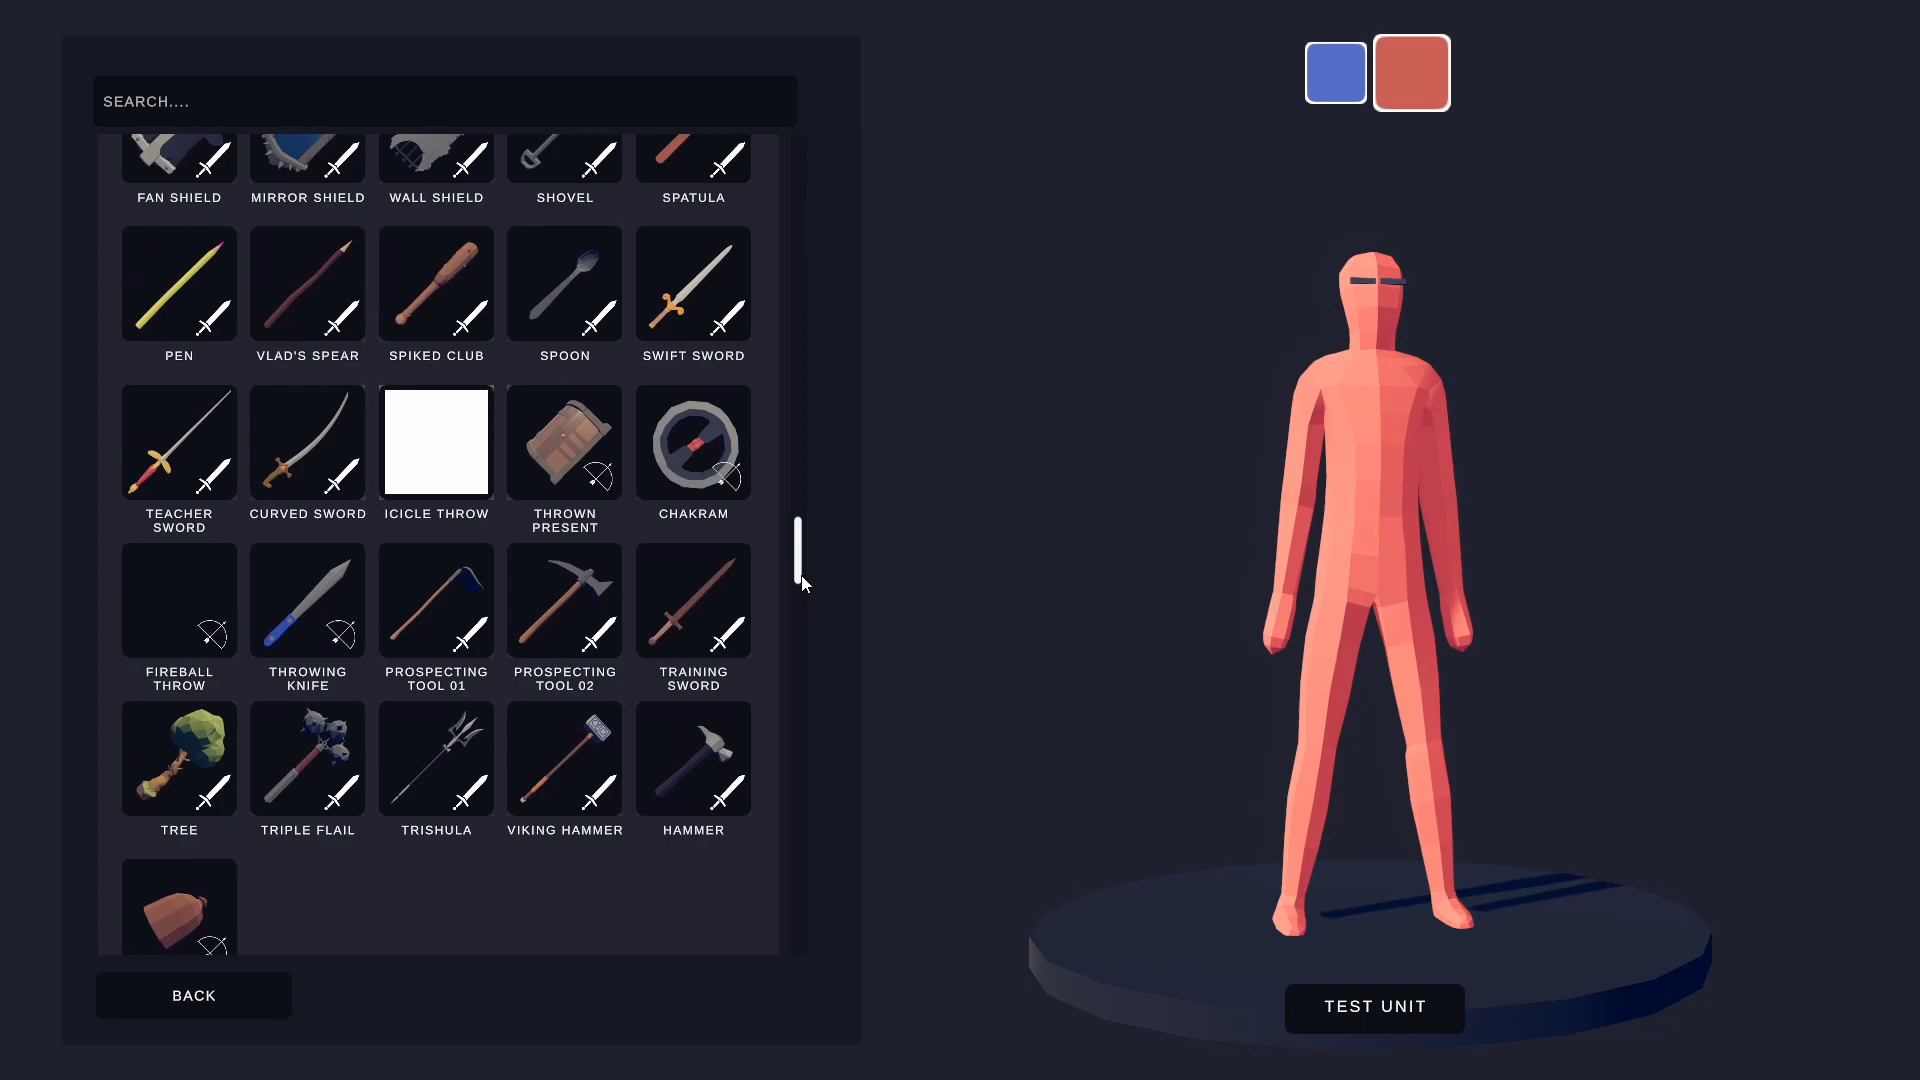 SEARCH....
FAN SHIELD
MIRROR SHIELD
WALL SHIELD
SHOVEL
SPATULA
PEN
VLAD'S SPEAR
SPIKED CLUB
SPOON
SWIFT SWORD
TEACHER
SWORD
CURVED SWORD
ICICLE THROW
THROWN
PRESENT
CHAKRAM
FIREBALL
THROW
THROWING
KNIFE
PROSPECTING
TOOL 01
PROSPECTING
TOOL 02
TRAINING
SWORD
TREE
TRIPLE FLAIL
TRISHULA
VIKING HAMMER
HAMMER
BACK
TEST UNIT